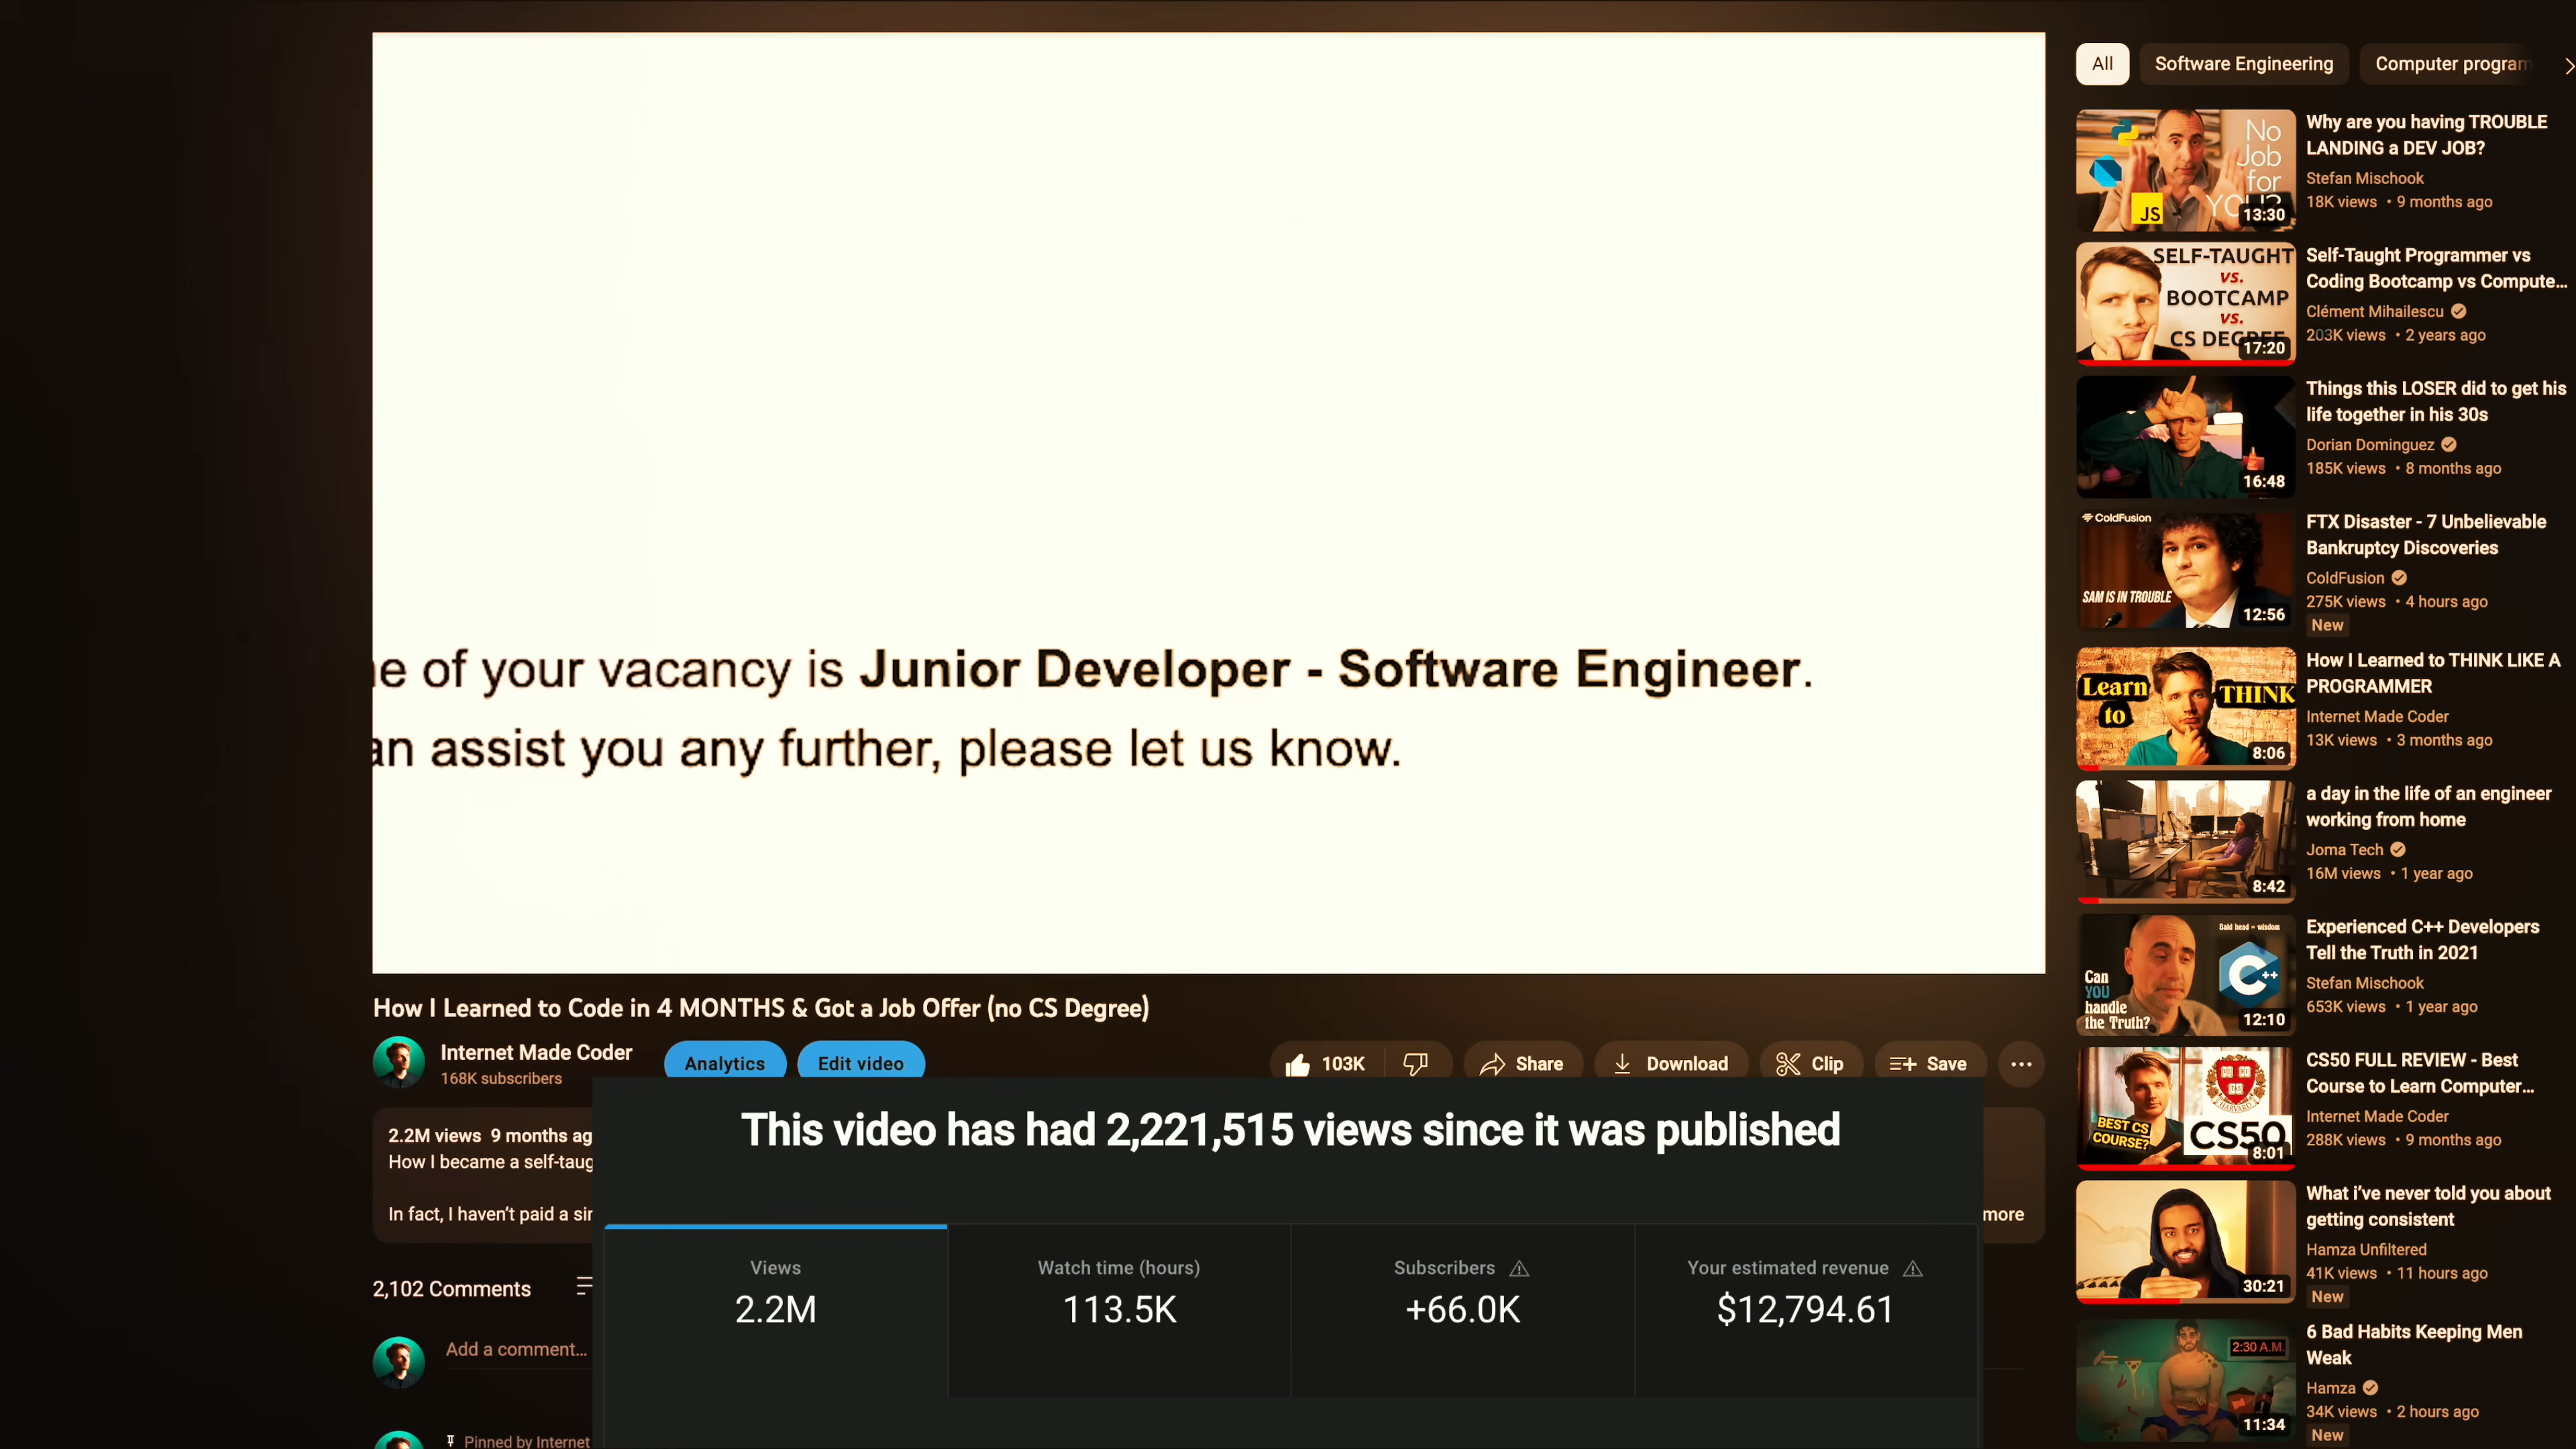 ne of your vacancy is Junior Developer - Software Engineer.
an assist you any further, please let us know.
How I Learned to Code in 4 MONTHS & Got a Job Offer (no CS Degree)
Internet Made Coder
168K subscribers
Analytics
Edit video
103K
Share
Download
Clip
Save
2.2M views 9 months ag
How I became a self-taug
In fact, I haven't paid a sin
more
2,102 Comments
Add a comment...
Pinned by Internet
This video has had 2,221,515 views since it was published
Views
2.2M
Watch time (hours)
113.5K
Subscribers
+66.0K
Your estimated revenue
$12,794.61
All
Software Engineering
Computer program
No
Job
for
YOU?
JS
13:30
Why are you having TROUBLE
LANDING a DEV JOB?
Stefan Mischook
18K views • 9 months ago
SELF-TAUGHT
vs.
BOOTCAMP
vs.
CS DEGREE
17:20
Self-Taught Programmer vs
Coding Bootcamp vs Compute...
Clément Mihailescu
203K views • 2 years ago
16:48
Things this LOSER did to get his
life together in his 30s
Dorian Dominguez
185K views • 8 months ago
ColdFusion
SAM IS IN TROUBLE
12:56
FTX Disaster - 7 Unbelievable
Bankruptcy Discoveries
ColdFusion
275K views • 4 hours ago
New
Learn
to
THINK
8:06
How I Learned to THINK LIKE A
PROGRAMMER
Internet Made Coder
13K views • 3 months ago
8:42
a day in the life of an engineer
working from home
Joma Tech
16M views • 1 year ago
Bald head = wisdom
Can
YOU
handle
the Truth?
C++
12:10
Experienced C++ Developers
Tell the Truth in 2021
Stefan Mischook
653K views • 1 year ago
BEST CS
COURSE?
HARVARD
CS50
8:01
CS50 FULL REVIEW - Best
Course to Learn Computer...
Internet Made Coder
288K views • 9 months ago
30:21
What i've never told you about
getting consistent
Hamza Unfiltered
41K views • 11 hours ago
New
2:30 A.M.
11:34
6 Bad Habits Keeping Men
Weak
Hamza
34K views • 2 hours ago
New